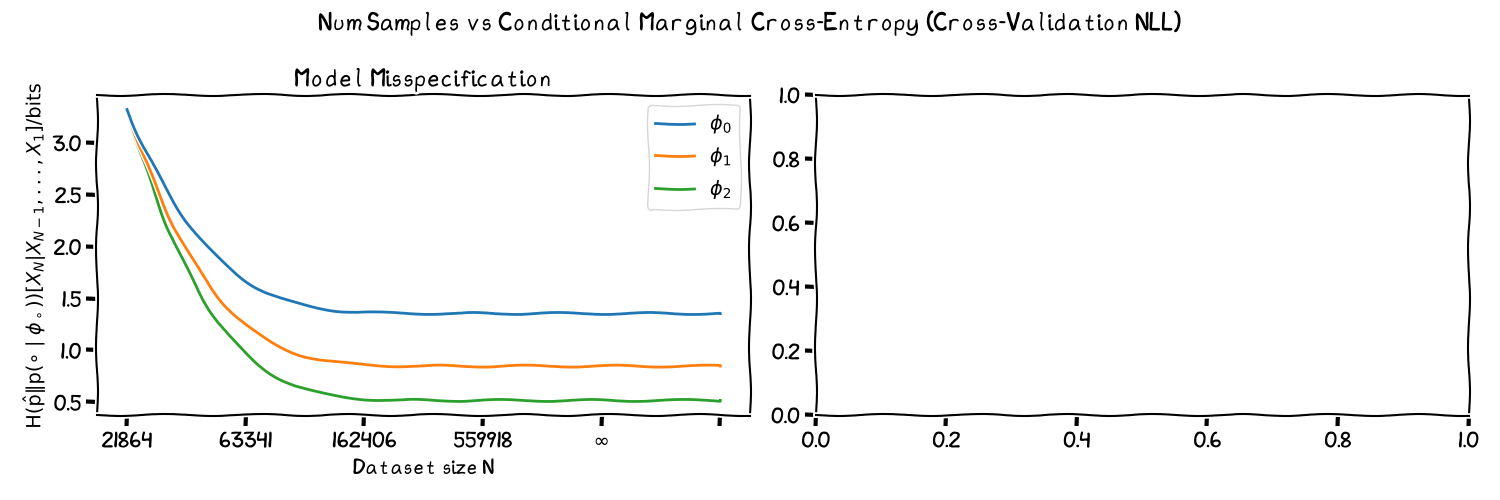 Num Samples vs Conditional Marginal Cross-Entropy (Cross-Validation NLL)
Model Misspecification
H(p̂‖p(∘ | ϕ∘))[X_N|X_{N−1}, . . . , X_1]/bits
3.0
2.5
2.0
1.5
1.0
0.5
ϕ₀
ϕ₁
ϕ₂
21864 63341 162406 559918 ∞
Dataset size N
1.0
0.8
0.6
0.4
0.2
0.0
0.0 0.2 0.4 0.6 0.8 1.0